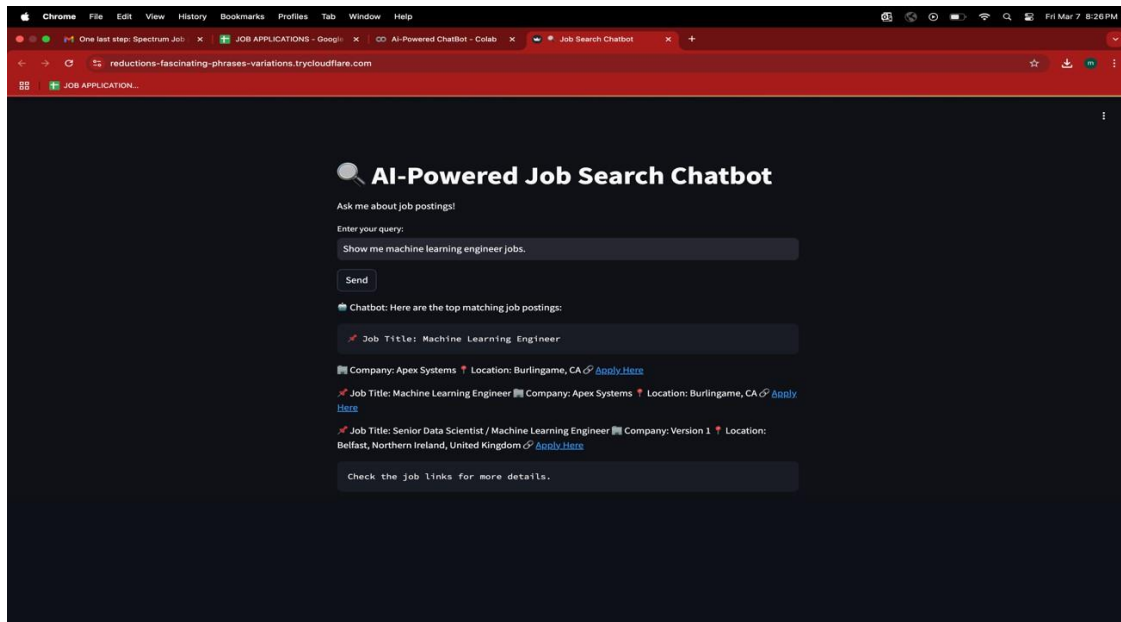 Chrome File Edit View History Bookmarks Profiles Tab Window Help
Fri Mar 7 8:26 PM
One last step: Spectrum Job
JOB APPLICATIONS - Google
AI-Powered ChatBot - Colab
Job Search Chatbot
reductions-fascinating-phrases-variations.trycloudflare.com
m
JOB APPLICATION...
AI-Powered Job Search Chatbot
Ask me about job postings!
Enter your query:
Show me machine learning engineer jobs.
Send
🤖 Chatbot: Here are the top matching job postings:
📌 Job Title: Machine Learning Engineer
🏢 Company: Apex Systems 📍 Location: Burlingame, CA 🔗 Apply Here
📌 Job Title: Machine Learning Engineer 🏢 Company: Apex Systems 📍 Location: Burlingame, CA 🔗 Apply
Here
📌 Job Title: Senior Data Scientist / Machine Learning Engineer 🏢 Company: Version 1 📍 Location:
Belfast, Northern Ireland, United Kingdom 🔗 Apply Here
Check the job links for more details.